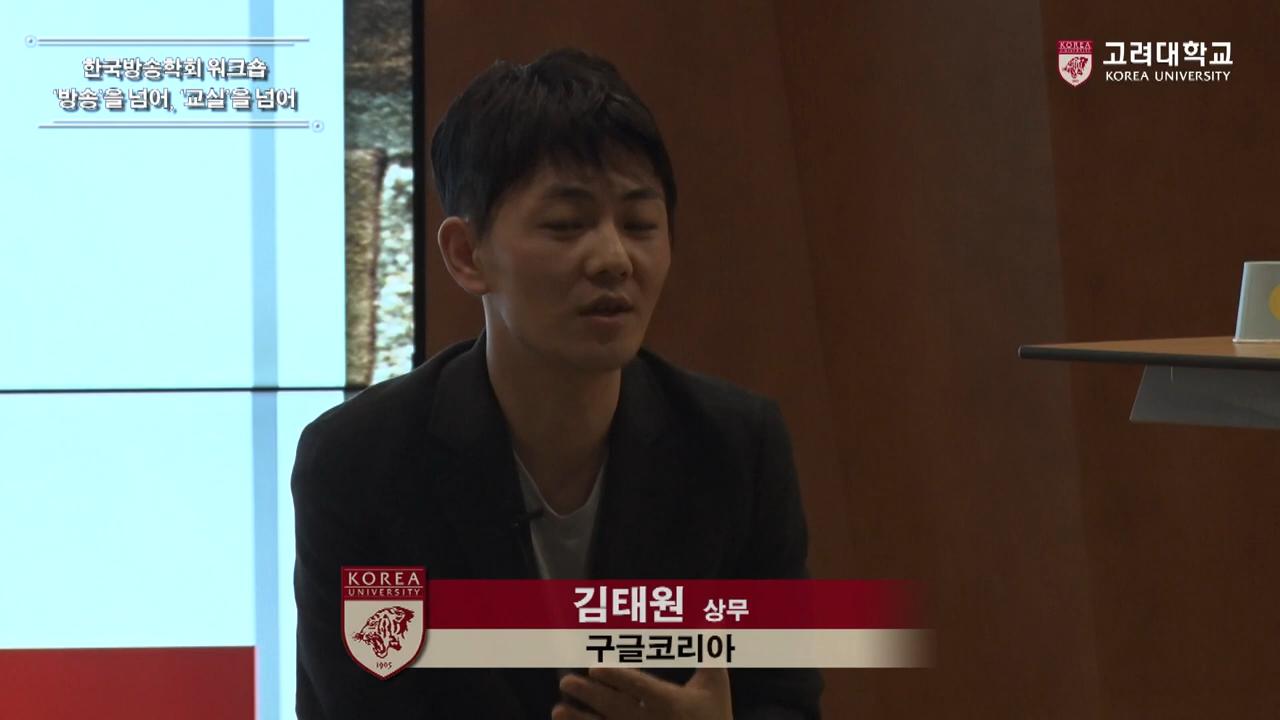 한국방송학회 워크숍
'방송'을 넘어, '교실'을 넘어
KOREA
UNIVERSITY
고려대학교
KOREA UNIVERSITY
KOREA
UNIVERSITY
1905
김태원 상무
구글코리아